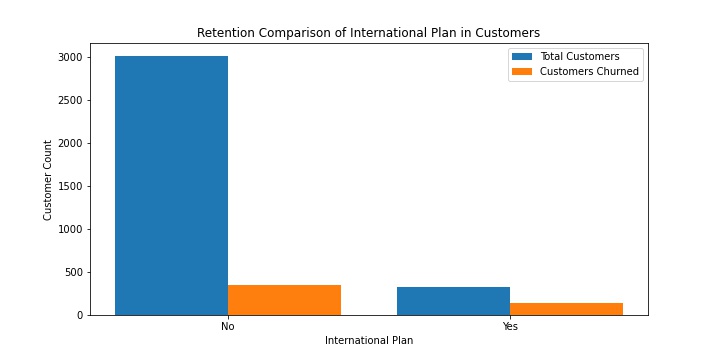 Retention Comparison of International Plan in Customers
Total Customers
Customers Churned
3000
2500
2000
1500
1000
500
0
Customer Count
No
Yes
International Plan